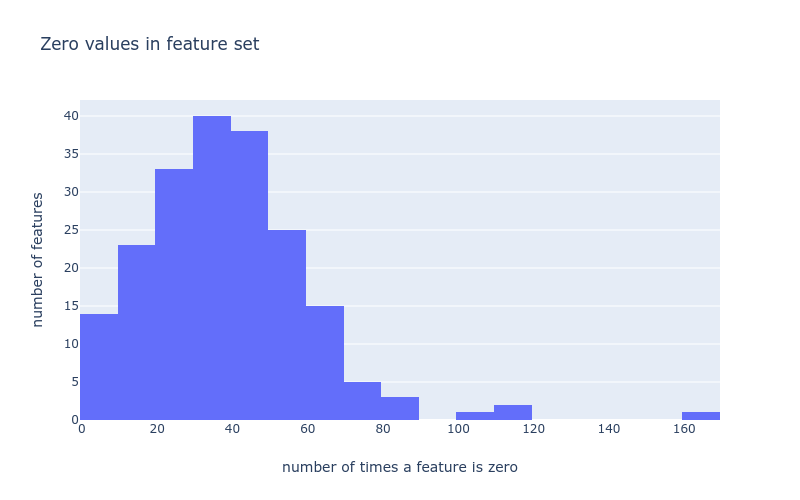 Zero values in feature set
number of features
40
35
30
25
20
15
10
5
0
0 20 40 60 80 100 120 140 160
number of times a feature is zero